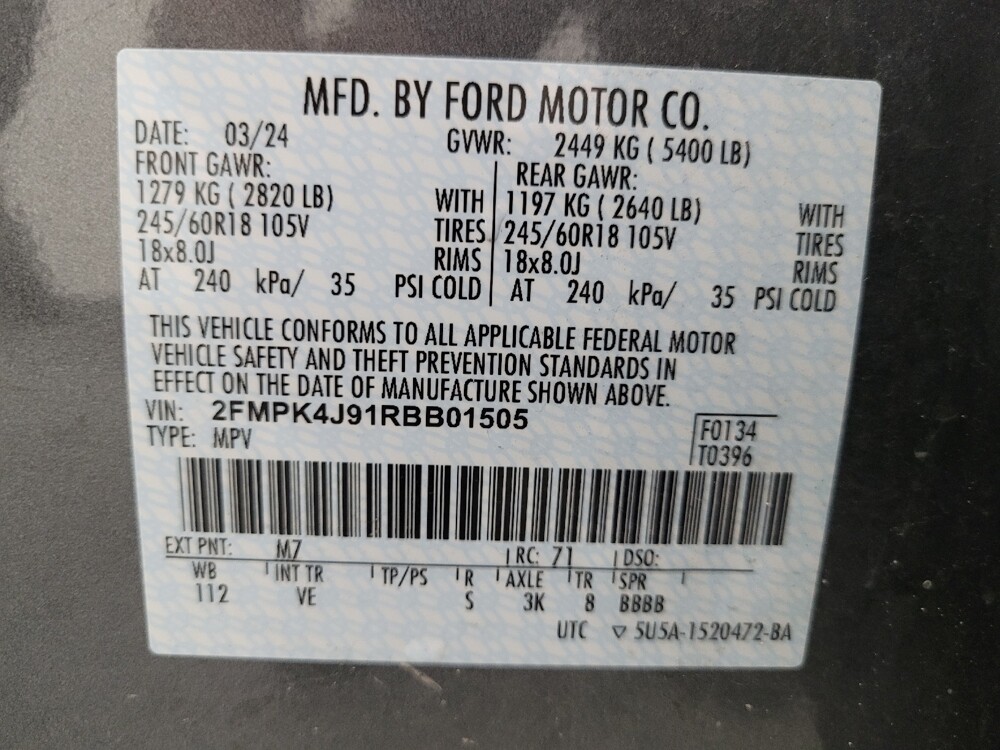 MFD. BY FORD MOTOR CO.
DATE: 03/24 GVWR: 2449 KG ( 5400 LB)
FRONT GAWR: REAR GAWR:
1279 KG ( 2820 LB) WITH 1197 KG ( 2640 LB) WITH
245/60R18 105V TIRES 245/60R18 105V TIRES
18x8.0J RIMS 18x8.0J RIMS
AT 240 kPa/ 35 PSI COLD AT 240 kPa/ 35 PSI COLD
THIS VEHICLE CONFORMS TO ALL APPLICABLE FEDERAL MOTOR
VEHICLE SAFETY AND THEFT PREVENTION STANDARDS IN
EFFECT ON THE DATE OF MANUFACTURE SHOWN ABOVE.
VIN: 2FMPK4J91RBB01505
TYPE: MPV
F0134
T0396
EXT PNT: M7 RC: 71 DSO:
WB INT TR TP/PS R AXLE TR SPR
112 VE S 3K 8 BBBB
UTC ▽ 5U5A-1520472-BA